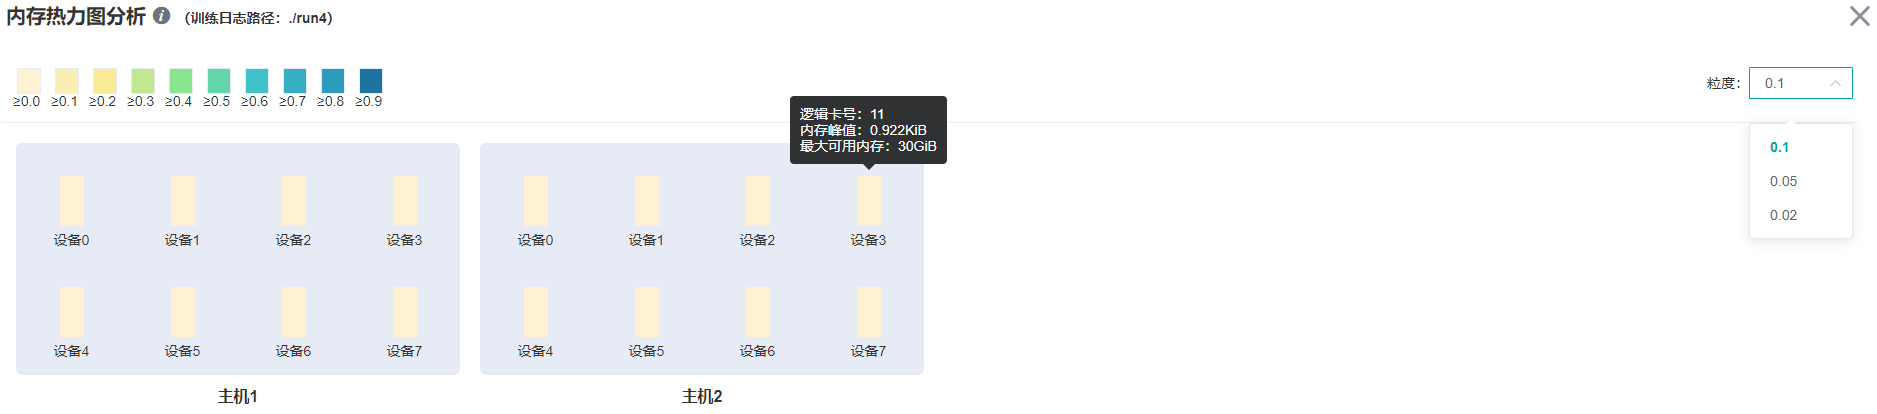 内存热力图分析 i （训练日志路径：./run4）
≥0.0 ≥0.1 ≥0.2 ≥0.3 ≥0.4 ≥0.5 ≥0.6 ≥0.7 ≥0.8 ≥0.9
粒度： 0.1
0.1
0.05
0.02
逻辑卡号：11
内存峰值：0.922KiB
最大可用内存：30GiB
设备0 设备1 设备2 设备3
设备4 设备5 设备6 设备7
主机1
设备0 设备1 设备2 设备3
设备4 设备5 设备6 设备7
主机2